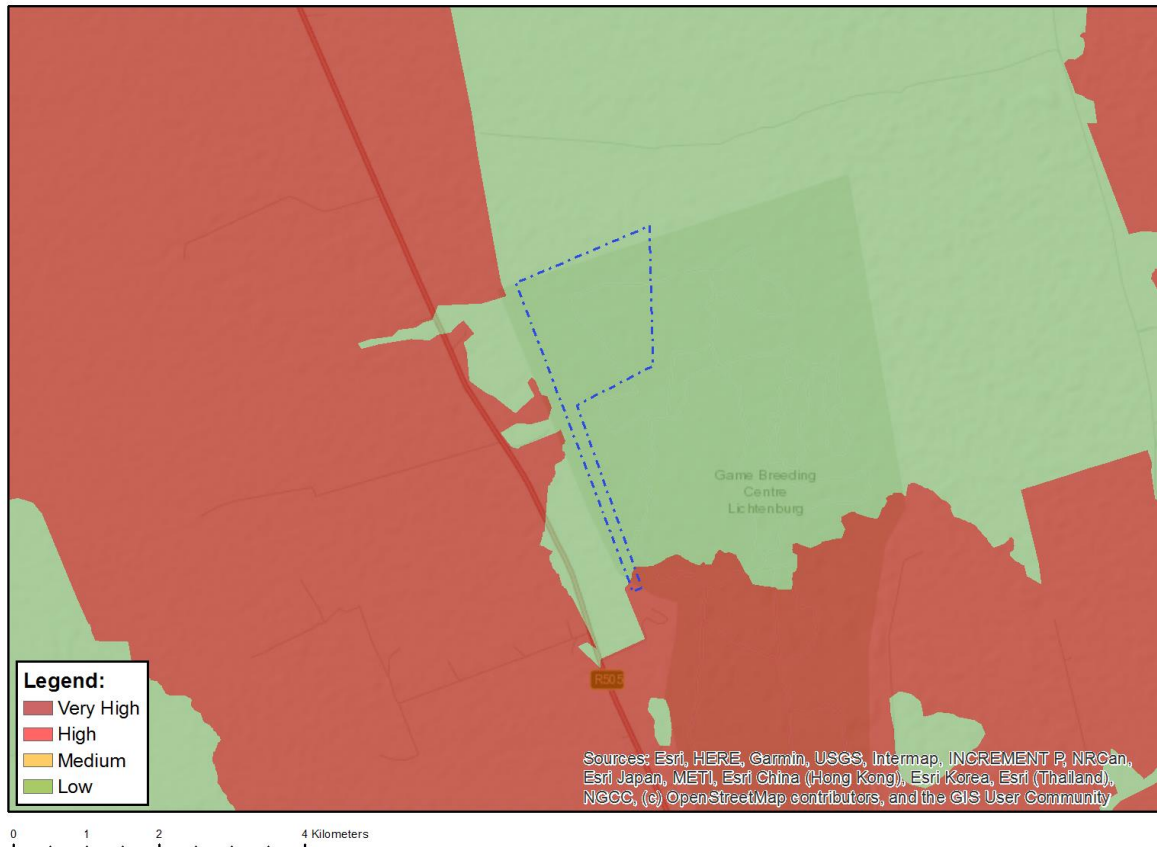 Game Breeding
Centre
Lichtenburg
R505
Legend:
Very High
High
Medium
Low
Sources: Esri, HERE, Garmin, USGS, Intermap, INCREMENT P, NRCan,
Esri Japan, METI, Esri China (Hong Kong), Esri Korea, Esri (Thailand),
NGCC, (c) OpenStreetMap contributors, and the GIS User Community
0 1 2 4 Kilometers